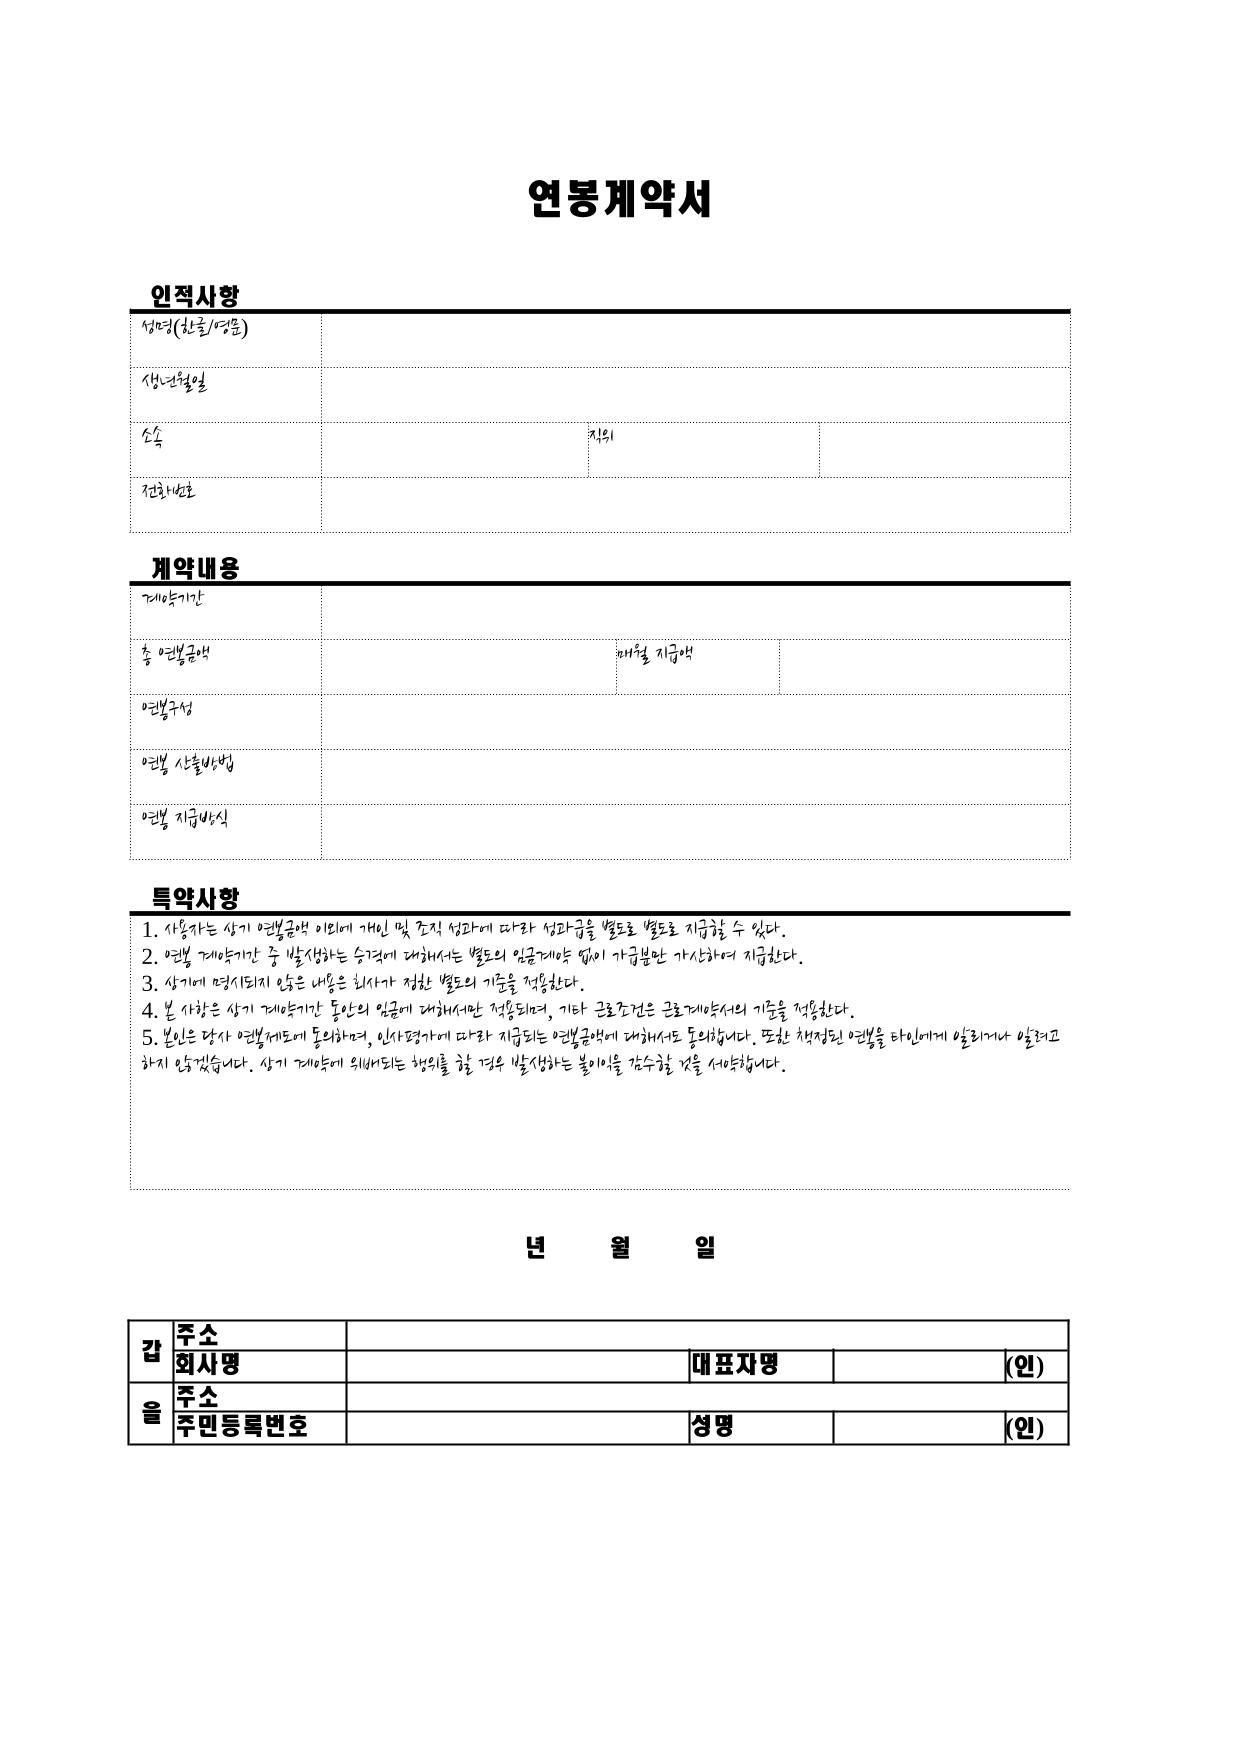 연봉계약서
인적사항
성명(한글/영문)
생년월일
소속 직위
전화번호
계약내용
계약기간
총 연봉금액 매월 지급액
연봉구성
연봉 산출방법
연봉 지급방식
특약사항
1. 사용자는 상기 연봉금액 이외에 개인 및 조직 성과에 따라 성과급을 별도로 별도로 지급할 수 있다.
2. 연봉 계약기간 중 발생하는 승격에 대해서는 별도의 임금계약 없이 가급분만 가산하여 지급한다.
3. 상기에 명시되지 않은 내용은 회사가 정한 별도의 기준을 적용한다.
4. 본 사항은 상기 계약기간 동안의 임금에 대해서만 적용되며, 기타 근로조건은 근로계약서의 기준을 적용한다.
5. 본인은 당사 연봉제도에 동의하며, 인사평가에 따라 지급되는 연봉금액에 대해서도 동의합니다. 또한 책정된 연봉을 타인에게 알리거나 알려고
하지 않겠습니다. 상기 계약에 위배되는 행위를 할 경우 발생하는 불이익을 감수할 것을 서약합니다.
년 월 일
갑 주소
회사명 대표자명 (인)
을 주소
주민등록번호 성명 (인)